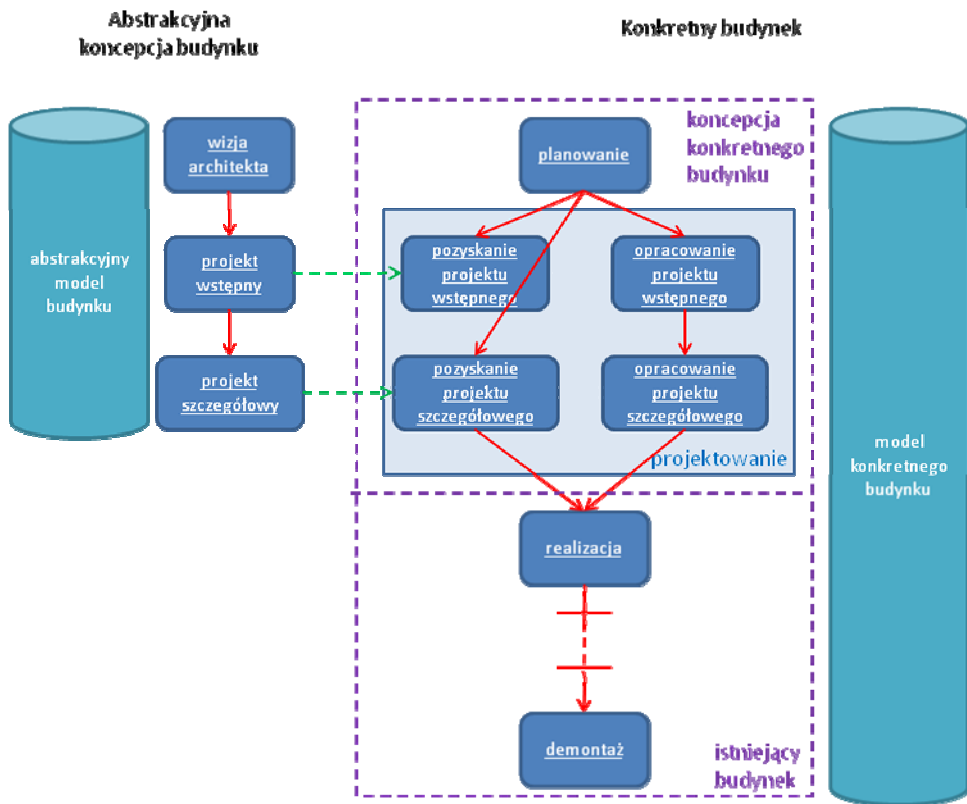 Abstrakcyjna
koncepcja budynku
Konkretny budynek
abstrakcyjny
model
budynku
wizja
architekta
projekt
wstępny
projekt
szczegółowy
koncepcja
konkretnego
budynku
planowanie
pozyskanie
projektu
wstępnego
opracowanie
projektu
wstępnego
pozyskanie
projektu
szczegółowego
opracowanie
projektu
szczegółowego
projektowanie
realizacja
demontaż
istniejący
budynek
model
konkretnego
budynku